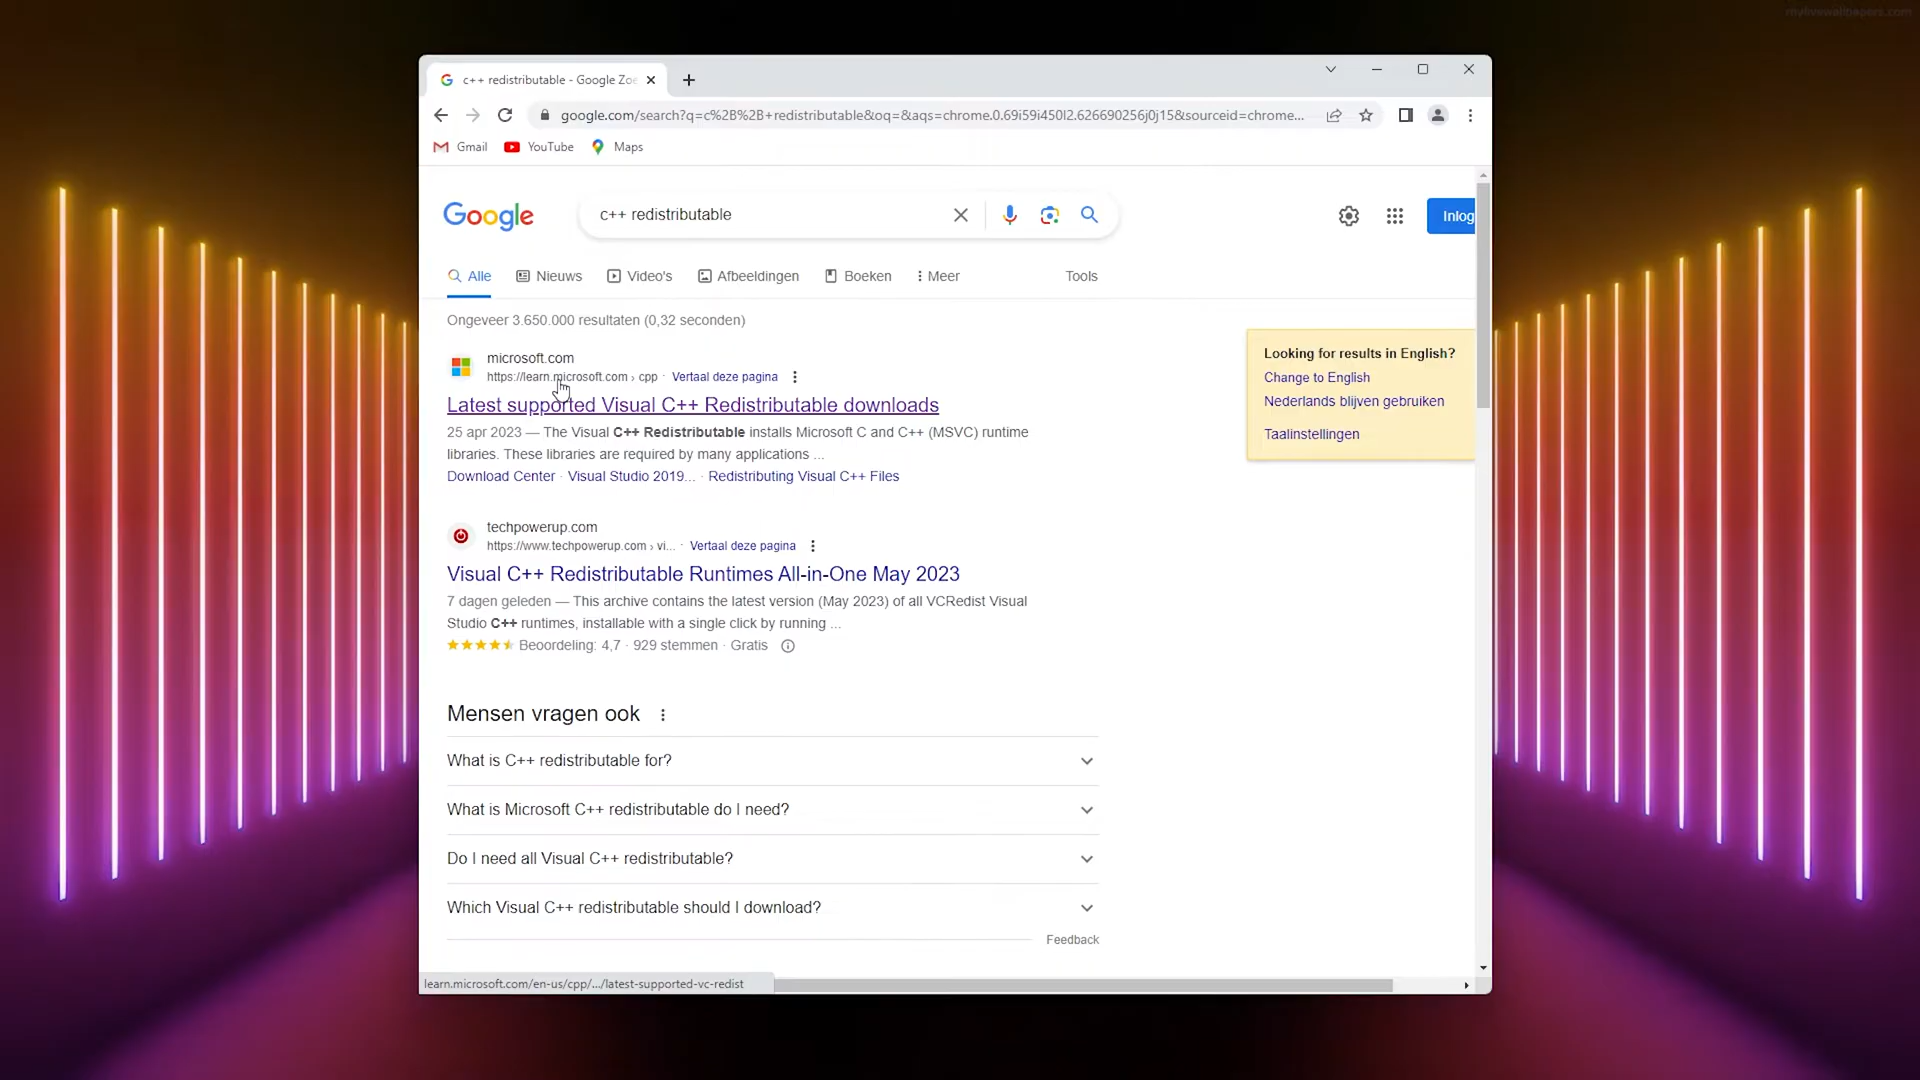 mylivewallpapers.com
c++ redistributable - Google Zoe
google.com/search?q=c%2B%2B+redistributable&oq=&aqs=chrome.0.69i59i450l2.626690256j0j15&sourceid=chrome...
Gmail YouTube Maps
Google c++ redistributable Inlog
Alle Nieuws Video's Afbeeldingen Boeken Meer Tools
Ongeveer 3.650.000 resultaten (0,32 seconden)
microsoft.com
https://learn.microsoft.com › cpp · Vertaal deze pagina
Latest supported Visual C++ Redistributable downloads
25 apr 2023 — The Visual C++ Redistributable installs Microsoft C and C++ (MSVC) runtime
libraries. These libraries are required by many applications ...
Download Center · Visual Studio 2019... · Redistributing Visual C++ Files
Looking for results in English?
Change to English
Nederlands blijven gebruiken
Taalinstellingen
techpowerup.com
https://www.techpowerup.com › vi... · Vertaal deze pagina
Visual C++ Redistributable Runtimes All-in-One May 2023
7 dagen geleden — This archive contains the latest version (May 2023) of all VCRedist Visual
Studio C++ runtimes, installable with a single click by running ...
Beoordeling: 4,7 · 929 stemmen · Gratis
Mensen vragen ook
What is C++ redistributable for?
What is Microsoft C++ redistributable do I need?
Do I need all Visual C++ redistributable?
Which Visual C++ redistributable should I download?
Feedback
learn.microsoft.com/en-us/cpp/.../latest-supported-vc-redist